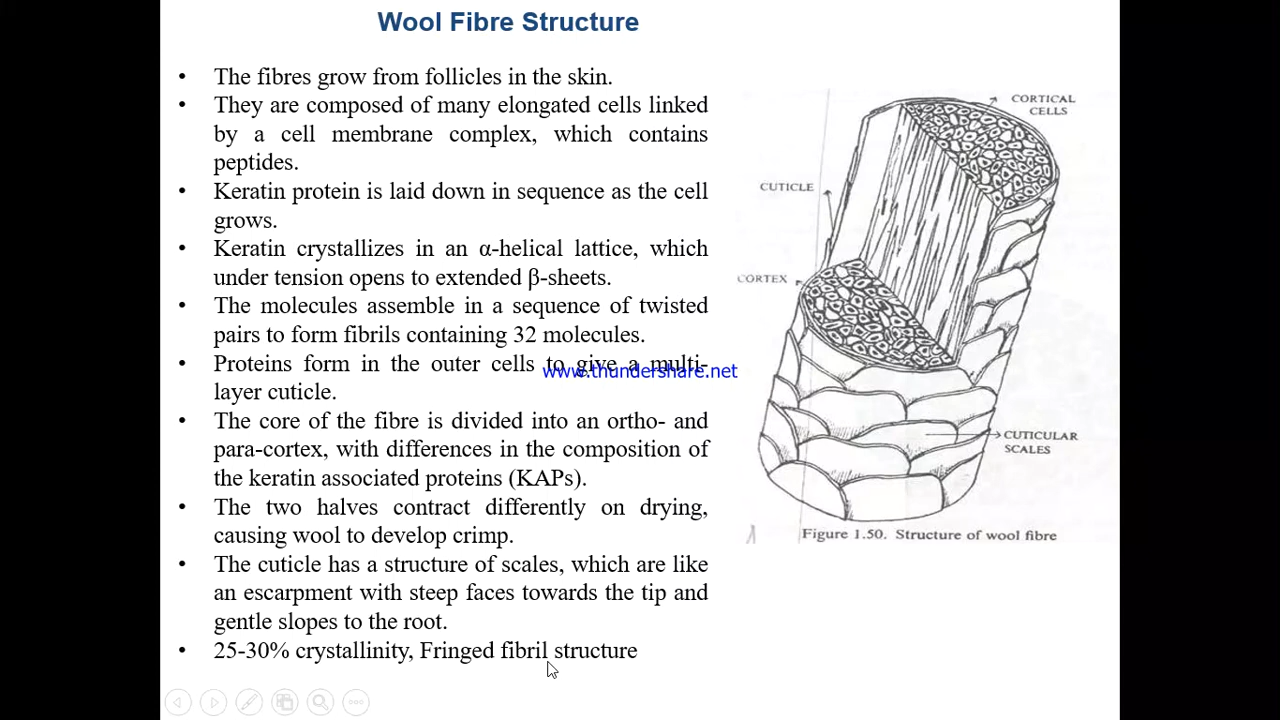 Wool Fibre Structure
• The fibres grow from follicles in the skin.
• They are composed of many elongated cells linked
by a cell membrane complex, which contains
peptides.
• Keratin protein is laid down in sequence as the cell
grows.
• Keratin crystallizes in an α-helical lattice, which
under tension opens to extended β-sheets.
• The molecules assemble in a sequence of twisted
pairs to form fibrils containing 32 molecules.
• Proteins form in the outer cells to give a multi-
layer cuticle.
• The core of the fibre is divided into an ortho- and
para-cortex, with differences in the composition of
the keratin associated proteins (KAPs).
• The two halves contract differently on drying,
causing wool to develop crimp.
• The cuticle has a structure of scales, which are like
an escarpment with steep faces towards the tip and
gentle slopes to the root.
• 25-30% crystallinity, Fringed fibril structure
www.thundershare.net
CORTICAL
CELLS
CUTICLE
CORTEX
CUTICULAR
SCALES
Figure 1.50. Structure of wool fibre